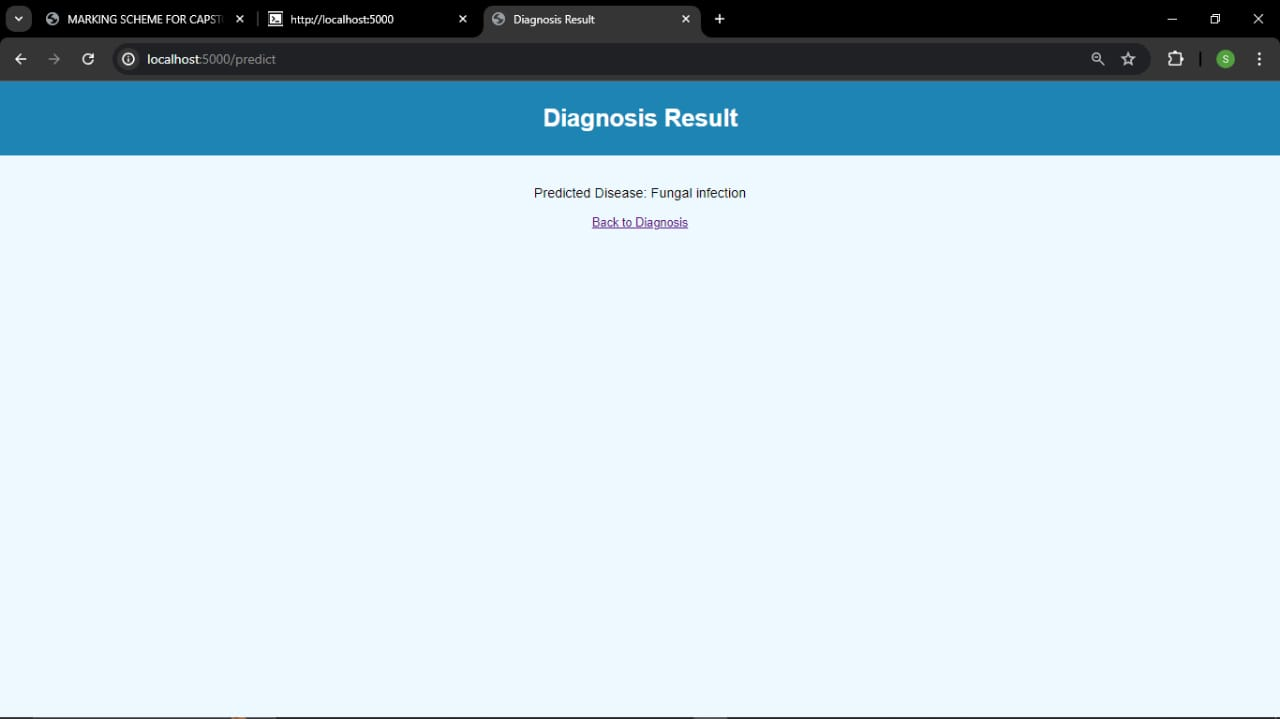 MARKING SCHEME FOR CAPST
http://localhost:5000
Diagnosis Result
localhost:5000/predict
S
Diagnosis Result
Predicted Disease: Fungal infection
Back to Diagnosis